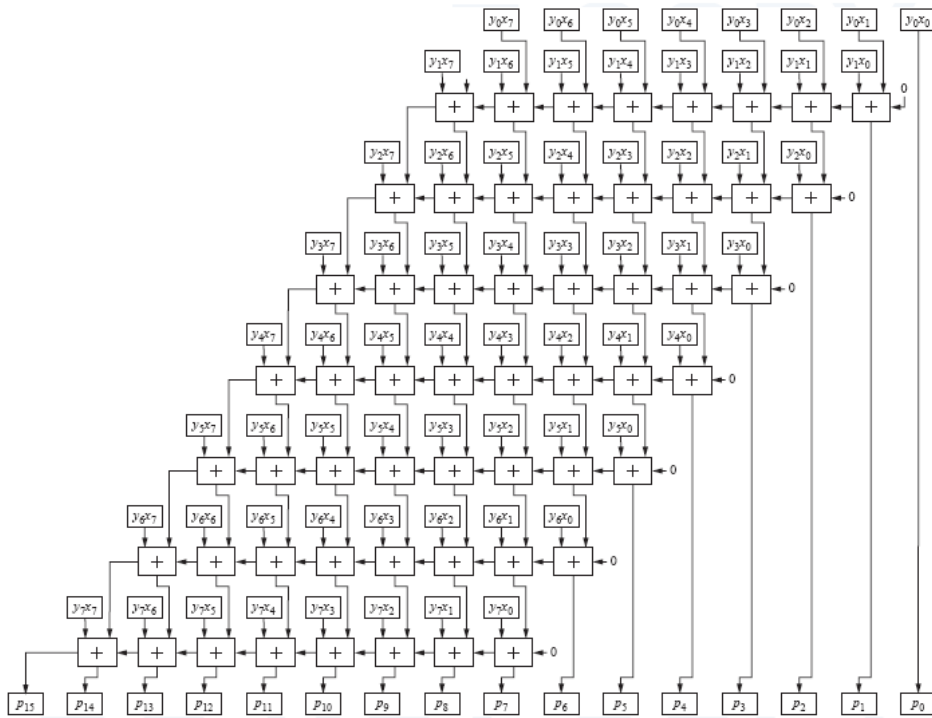 y₀x₇ y₀x₆ y₀x₅ y₀x₄ y₀x₃ y₀x₂ y₀x₁ y₀x₀
y₁x₇ y₁x₆ y₁x₅ y₁x₄ y₁x₃ y₁x₂ y₁x₁ y₁x₀
0
+ + + + + + + +
y₂x₇ y₂x₆ y₂x₅ y₂x₄ y₂x₃ y₂x₂ y₂x₁ y₂x₀
+ + + + + + + + 0
y₃x₇ y₃x₆ y₃x₅ y₃x₄ y₃x₃ y₃x₂ y₃x₁ y₃x₀
+ + + + + + + + 0
y₄x₇ y₄x₆ y₄x₅ y₄x₄ y₄x₃ y₄x₂ y₄x₁ y₄x₀
+ + + + + + + + 0
y₅x₇ y₅x₆ y₅x₅ y₅x₄ y₅x₃ y₅x₂ y₅x₁ y₅x₀
+ + + + + + + + 0
y₆x₇ y₆x₆ y₆x₅ y₆x₄ y₆x₃ y₆x₂ y₆x₁ y₆x₀
+ + + + + + + + 0
y₇x₇ y₇x₆ y₇x₅ y₇x₄ y₇x₃ y₇x₂ y₇x₁ y₇x₀
+ + + + + + + + 0
p₁₅ p₁₄ p₁₃ p₁₂ p₁₁ p₁₀ p₉ p₈ p₇ p₆ p₅ p₄ p₃ p₂ p₁ p₀